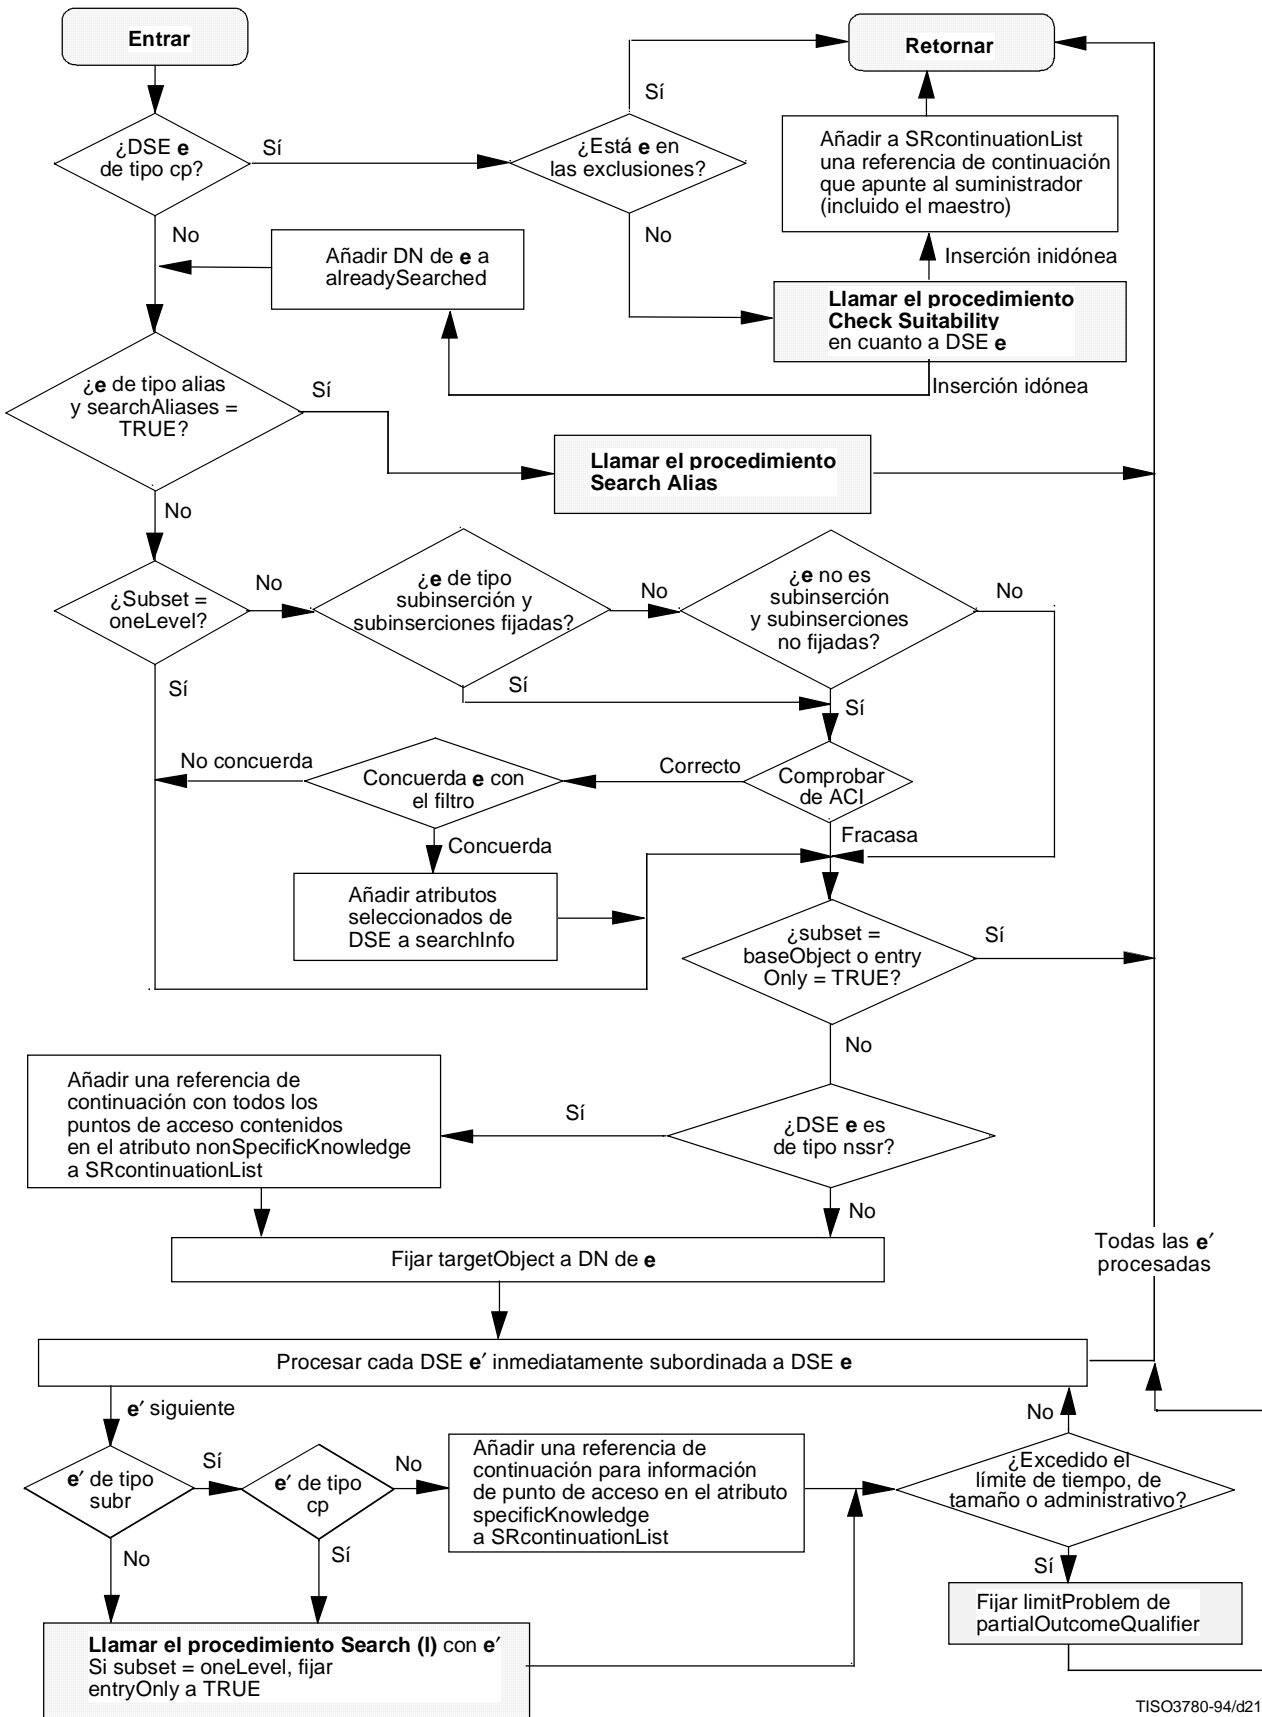 Entrar
Retornar
Sí
¿DSE e
de tipo cp?
Sí
¿Está e en
las exclusiones?
Añadir a SRcontinuationList
una referencia de continuación
que apunte al suministrador
(incluido el maestro)
No
No
Añadir DN de e a
alreadySearched
Inserción inidónea
Llamar el procedimiento
Check Suitability
en cuanto a DSE e
Inserción idónea
¿e de tipo alias
y searchAliases =
TRUE?
Sí
Llamar el procedimiento
Search Alias
No
¿Subset =
oneLevel?
No
¿e de tipo
subinserción y
subinserciones fijadas?
No
¿e no es
subinserción
y subinserciones
no fijadas?
No
Sí
Sí
Sí
No concuerda
Concuerda e con
el filtro
Correcto
Comprobar
de ACI
Fracasa
Concuerda
Añadir atributos
seleccionados de
DSE a searchInfo
¿subset =
baseObject o entry
Only = TRUE?
Sí
No
Añadir una referencia de
continuación con todos los
puntos de acceso contenidos
en el atributo nonSpecificKnowledge
a SRcontinuationList
Sí
¿DSE e es
de tipo nssr?
No
Fijar targetObject a DN de e
Todas las e′
procesadas
Procesar cada DSE e′ inmediatamente subordinada a DSE e
e′ siguiente
No
e′ de tipo
subr
Sí
e′ de tipo
cp
No
Añadir una referencia de
continuación para información
de punto de acceso en el atributo
specificKnowledge
a SRcontinuationList
¿Excedido el
límite de tiempo, de
tamaño o administrativo?
No
Sí
Sí
Fijar limitProblem de
partialOutcomeQualifier
Llamar el procedimiento Search (I) con e′
Si subset = oneLevel, fijar
entryOnly a TRUE
TISO3780-94/d21